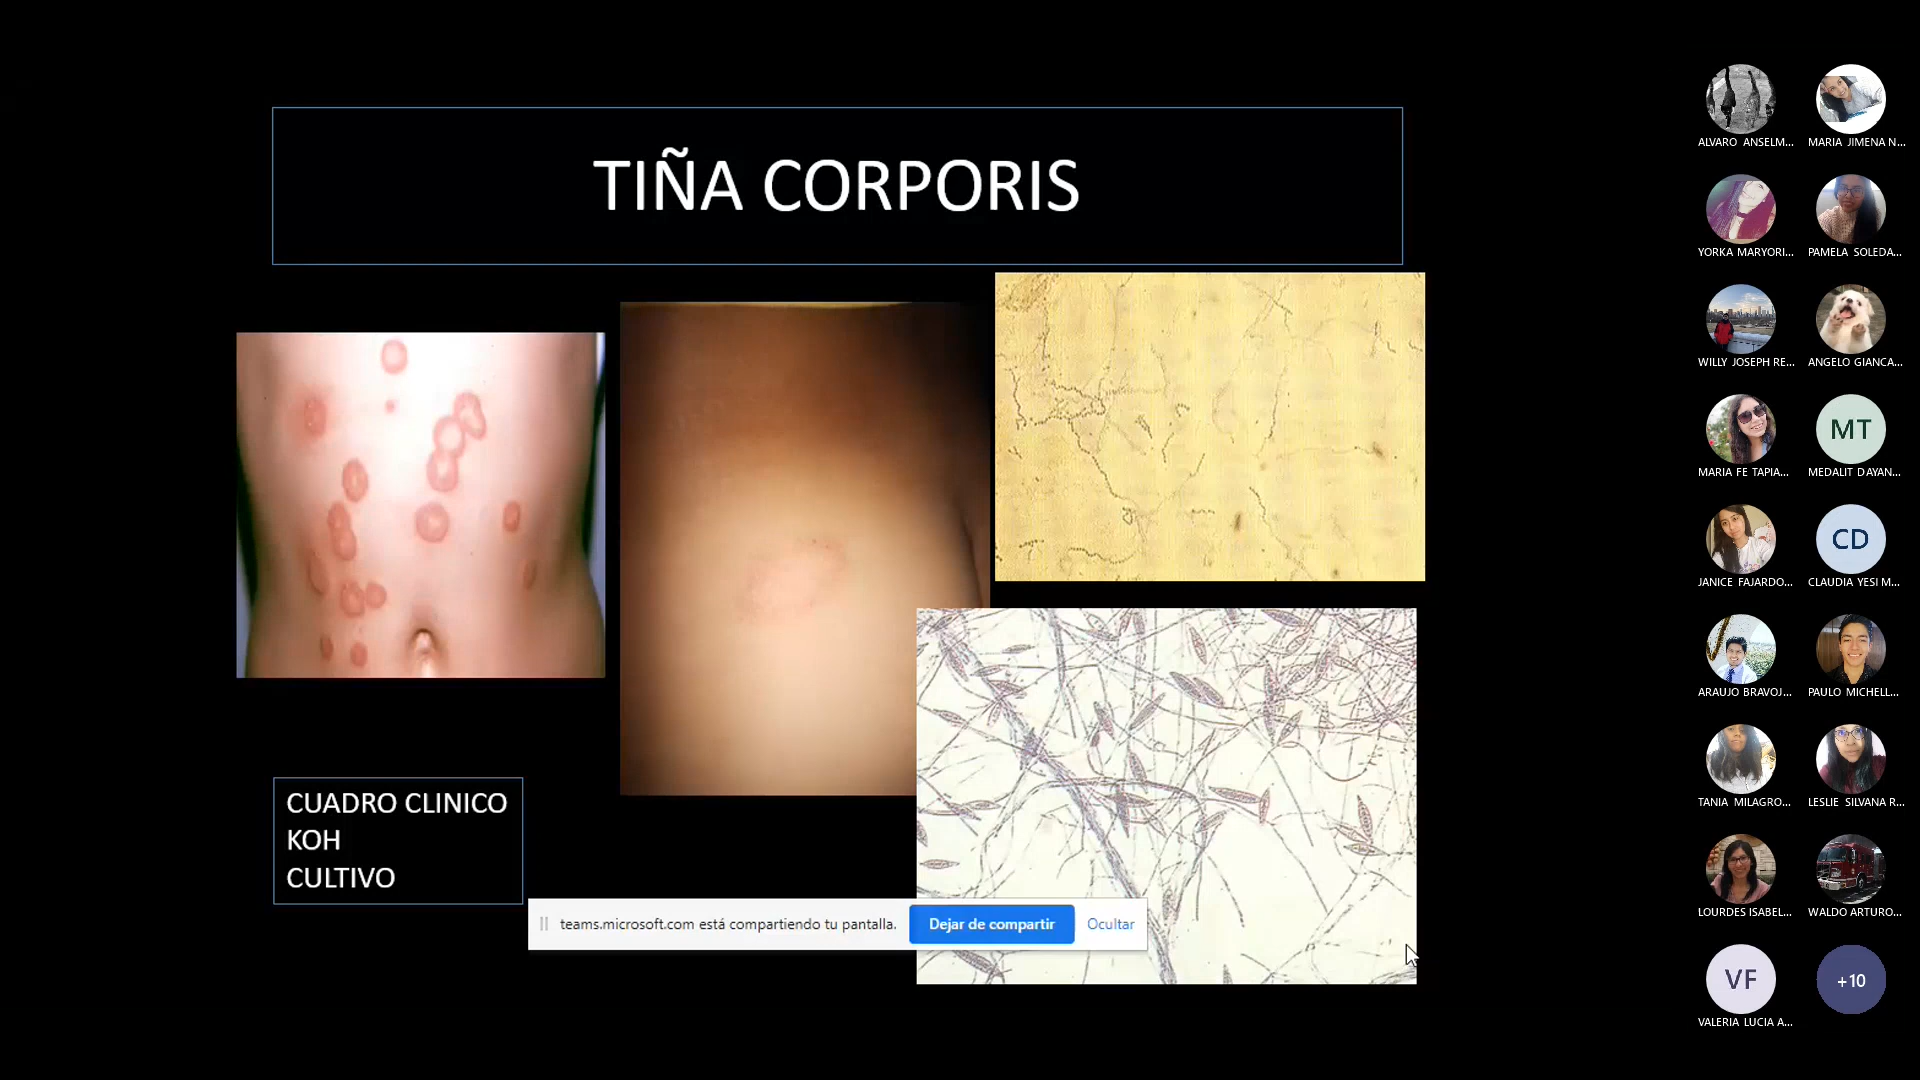 TIÑA CORPORIS
CUADRO CLINICO
KOH
CULTIVO
teams.microsoft.com está compartiendo tu pantalla.
Dejar de compartir
Ocultar
ALVARO ANSELM...
MARIA JIMENA N...
YORKA MARYORI...
PAMELA SOLEDA...
WILLY JOSEPH RE...
ANGELO GIANCA...
MARIA FE TAPIA...
MT
MEDALIT DAYAN...
JANICE FAJARDO...
CD
CLAUDIA YESI M...
ARAUJO BRAVOJ...
PAULO MICHELL...
TANIA MILAGRO...
LESLIE SILVANA R...
LOURDES ISABEL...
WALDO ARTURO...
VF
VALERIA LUCIA A...
+10